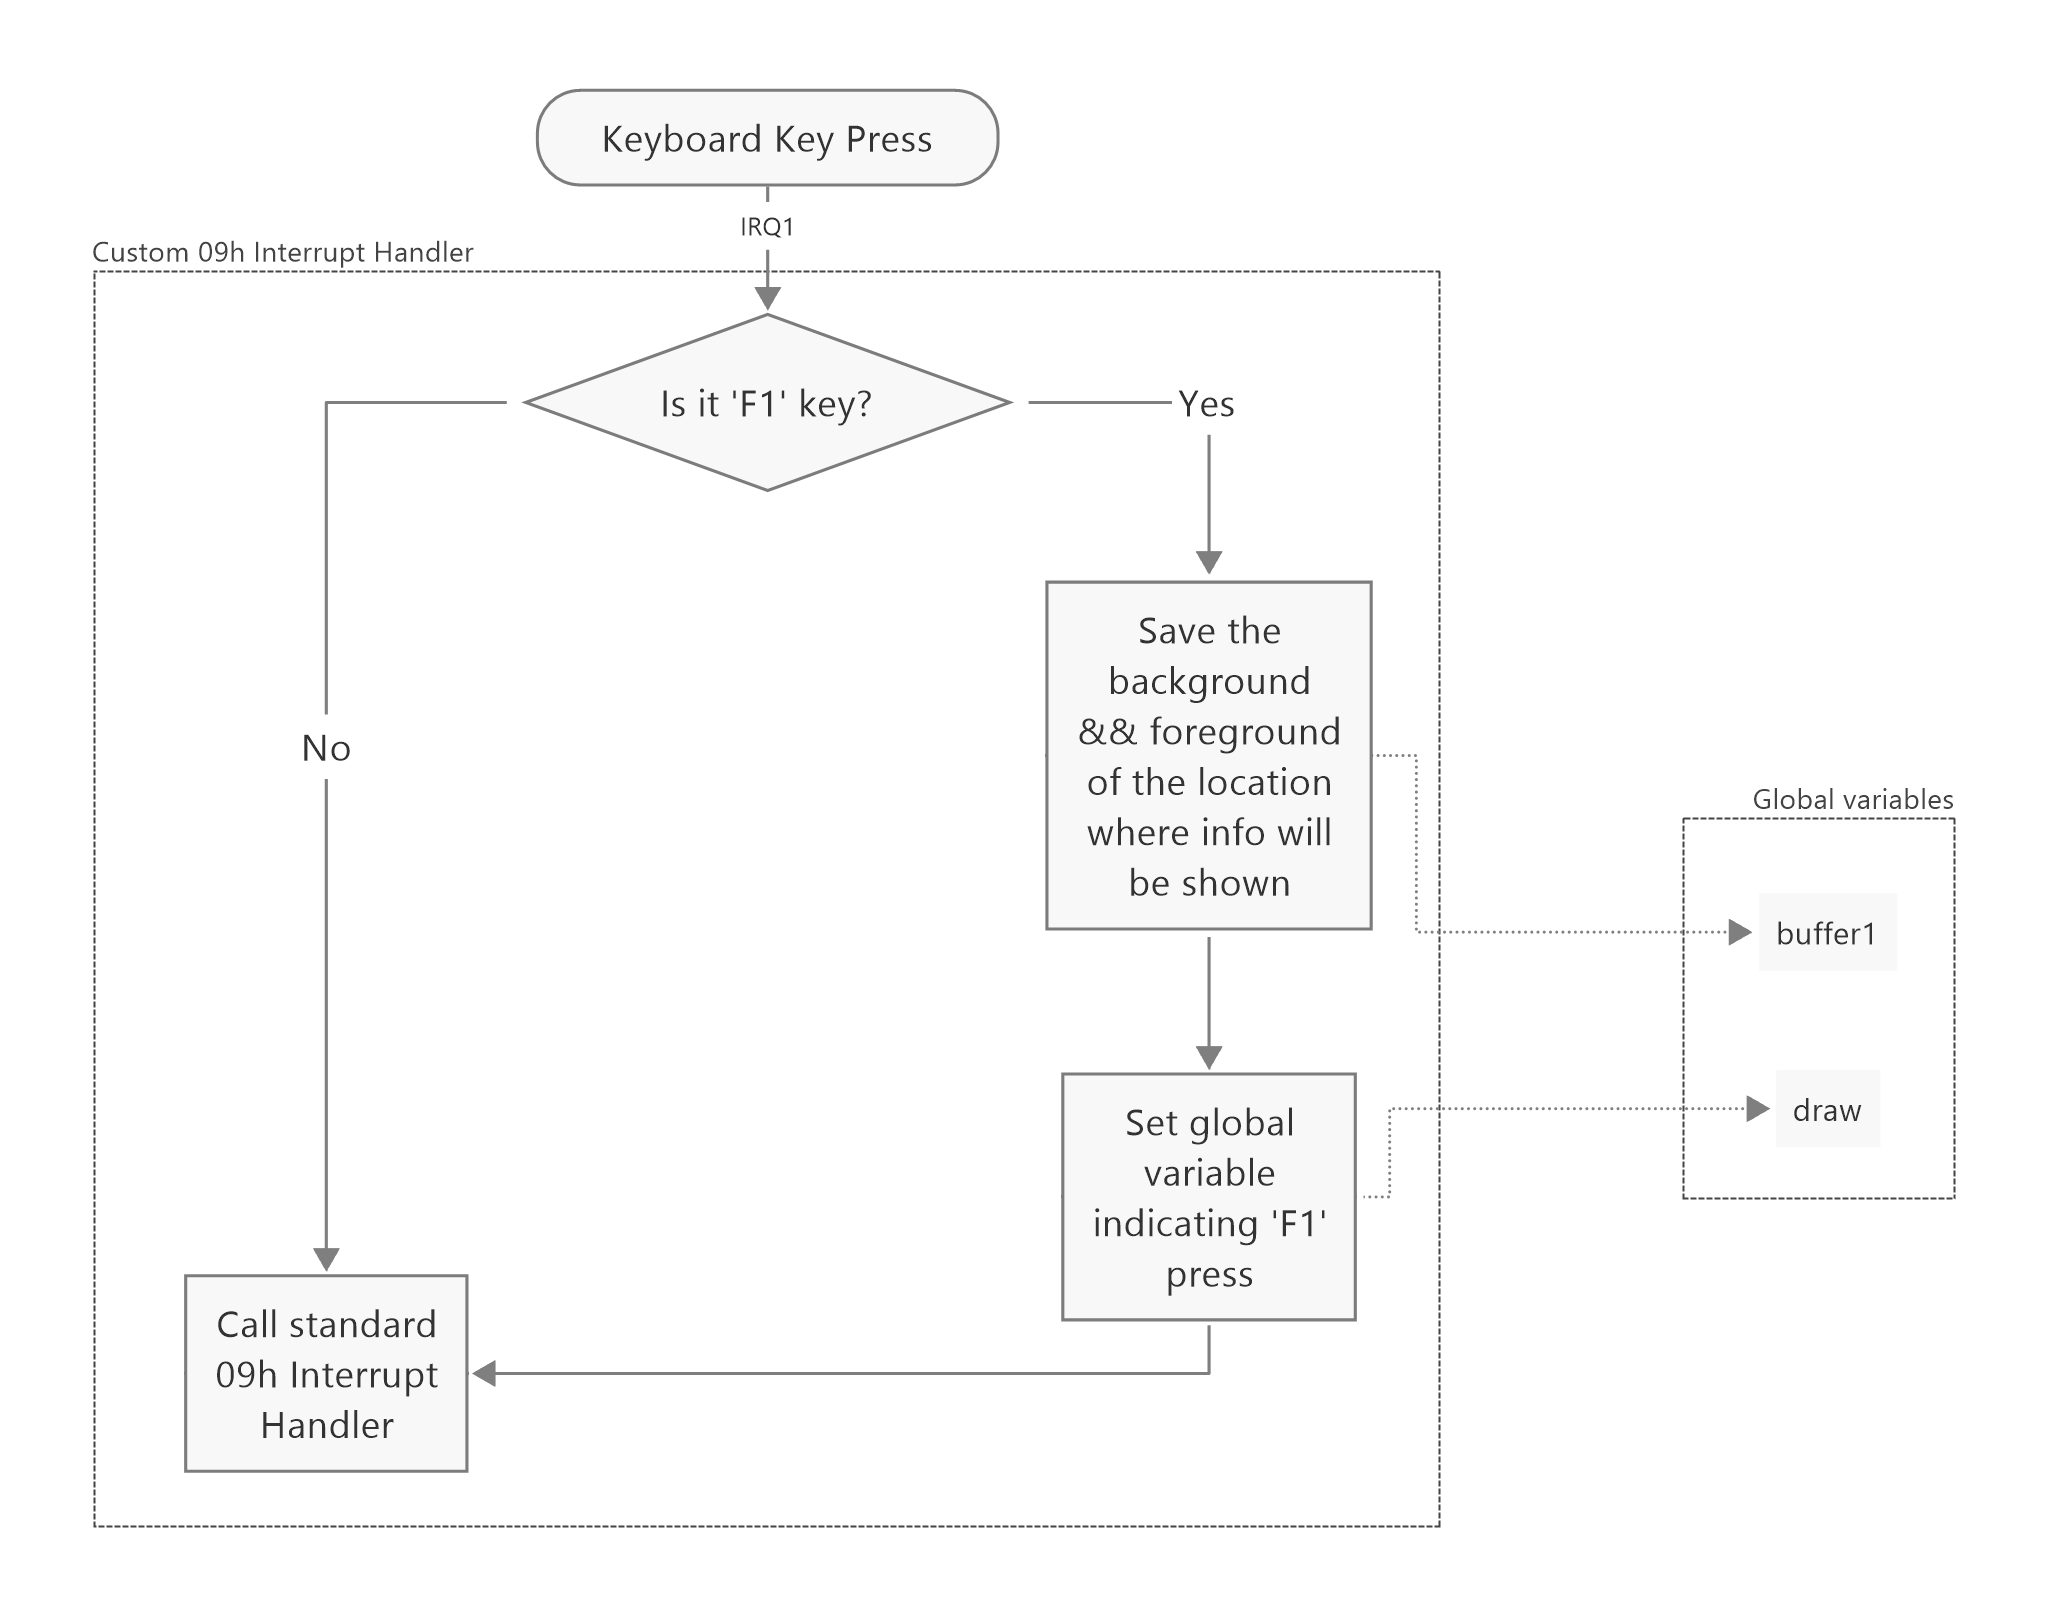 Keyboard Key Press
IRQ1
Custom 09h Interrupt Handler
Is it 'F1' key?
Yes
Save the
background
&& foreground
of the location
where info will
be shown
No
Global variables
buffer1
draw
Set global
variable
indicating 'F1'
press
Call standard
09h Interrupt
Handler